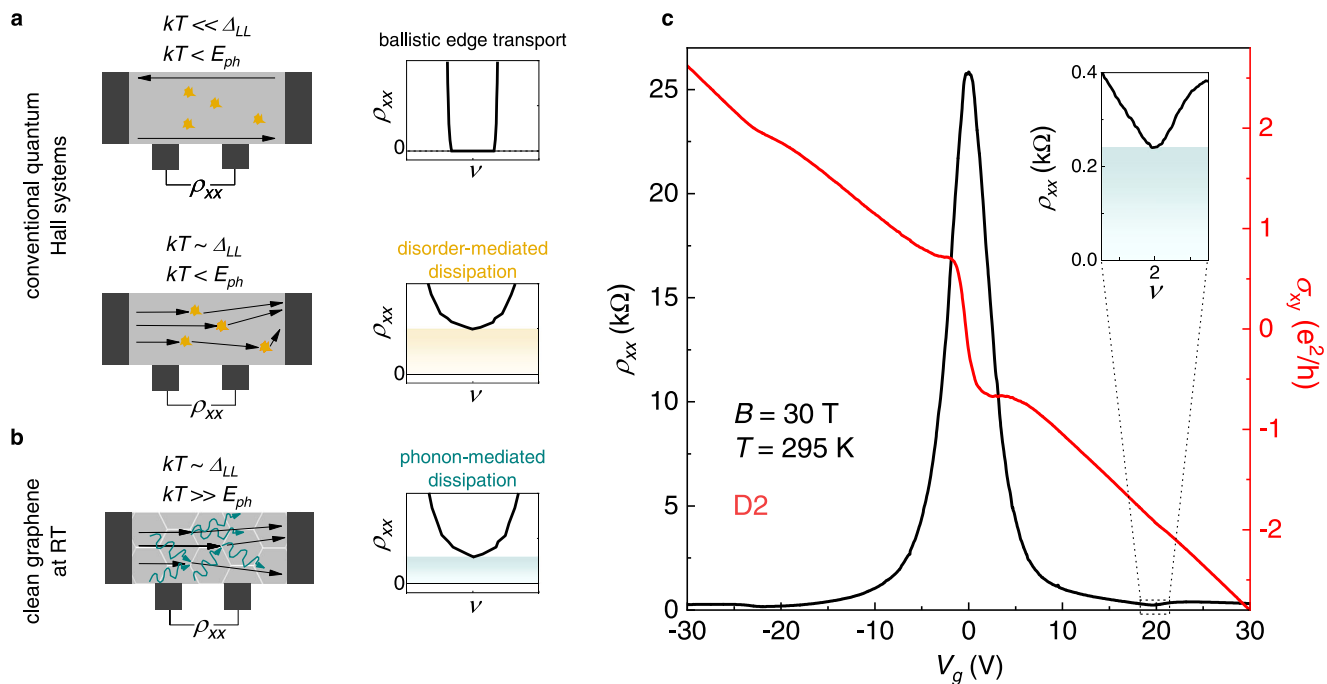 a
conventional quantum
Hall systems
kT << Δ_LL
kT < E_ph
ρ_xx
ballistic edge transport
ρ_xx
0
ν
kT ~ Δ_LL
kT < E_ph
ρ_xx
disorder-mediated
dissipation
ρ_xx
0
ν
b
clean graphene
at RT
kT ~ Δ_LL
kT >> E_ph
ρ_xx
phonon-mediated
dissipation
ρ_xx
0
ν
c
ρ_xx (kΩ)
25
20
15
10
5
0
-30
-20
-10
0
10
20
30
V_g (V)
2
1
0
-1
-2
σ_xy (e²/h)
B = 30 T
T = 295 K
D2
ρ_xx (kΩ)
0.4
0.2
0.0
2
ν